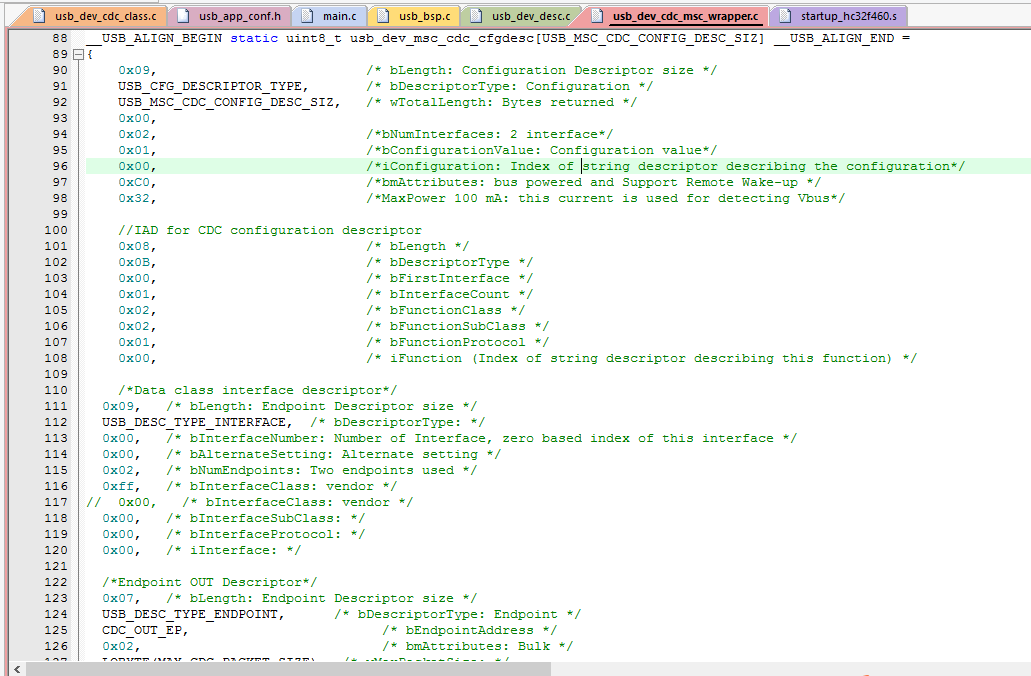 usb_dev_cdc_class.c usb_app_conf.h main.c usb_bsp.c usb_dev_desc.c usb_dev_cdc_msc_wrapper.c startup_hc32f460.s
88 __USB_ALIGN_BEGIN static uint8_t usb_dev_msc_cdc_cfgdesc[USB_MSC_CDC_CONFIG_DESC_SIZ] __USB_ALIGN_END =
89 {
90 0x09, /* bLength: Configuration Descriptor size */
91 USB_CFG_DESCRIPTOR_TYPE, /* bDescriptorType: Configuration */
92 USB_MSC_CDC_CONFIG_DESC_SIZ, /* wTotalLength: Bytes returned */
93 0x00,
94 0x02, /*bNumInterfaces: 2 interface*/
95 0x01, /*bConfigurationValue: Configuration value*/
96 0x00, /*iConfiguration: Index of string descriptor describing the configuration*/
97 0xC0, /*bmAttributes: bus powered and Support Remote Wake-up */
98 0x32, /*MaxPower 100 mA: this current is used for detecting Vbus*/
99
100 //IAD for CDC configuration descriptor
101 0x08, /* bLength */
102 0x0B, /* bDescriptorType */
103 0x00, /* bFirstInterface */
104 0x01, /* bInterfaceCount */
105 0x02, /* bFunctionClass */
106 0x02, /* bFunctionSubClass */
107 0x01, /* bFunctionProtocol */
108 0x00, /* iFunction (Index of string descriptor describing this function) */
109
110 /*Data class interface descriptor*/
111 0x09, /* bLength: Endpoint Descriptor size */
112 USB_DESC_TYPE_INTERFACE, /* bDescriptorType: */
113 0x00, /* bInterfaceNumber: Number of Interface, zero based index of this interface */
114 0x00, /* bAlternateSetting: Alternate setting */
115 0x02, /* bNumEndpoints: Two endpoints used */
116 0xff, /* bInterfaceClass: vendor */
117 // 0x00, /* bInterfaceClass: vendor */
118 0x00, /* bInterfaceSubClass: */
119 0x00, /* bInterfaceProtocol: */
120 0x00, /* iInterface: */
121
122 /*Endpoint OUT Descriptor*/
123 0x07, /* bLength: Endpoint Descriptor size */
124 USB_DESC_TYPE_ENDPOINT, /* bDescriptorType: Endpoint */
125 CDC_OUT_EP, /* bEndpointAddress */
126 0x02, /* bmAttributes: Bulk */
127 LOBYTE(MAX_CDC_PACKET_SIZE), /* wMaxPacketSize: */